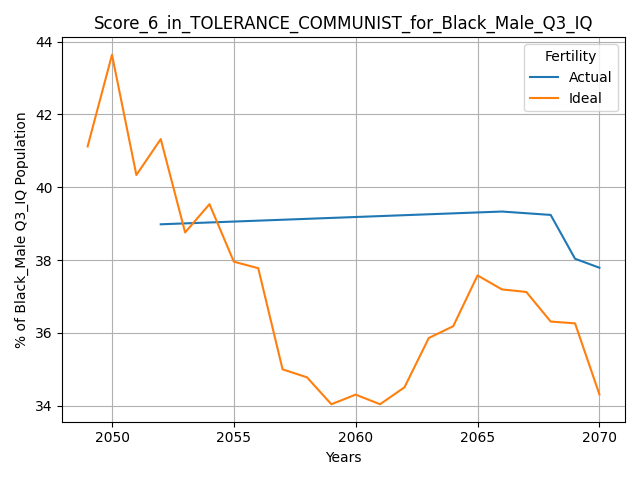 Score_6_in_TOLERANCE_COMMUNIST_for_Black_Male_Q3_IQ
Fertility
Actual
Ideal
% of Black_Male Q3_IQ Population
44
42
40
38
36
34
2050
2055
2060
2065
2070
Years